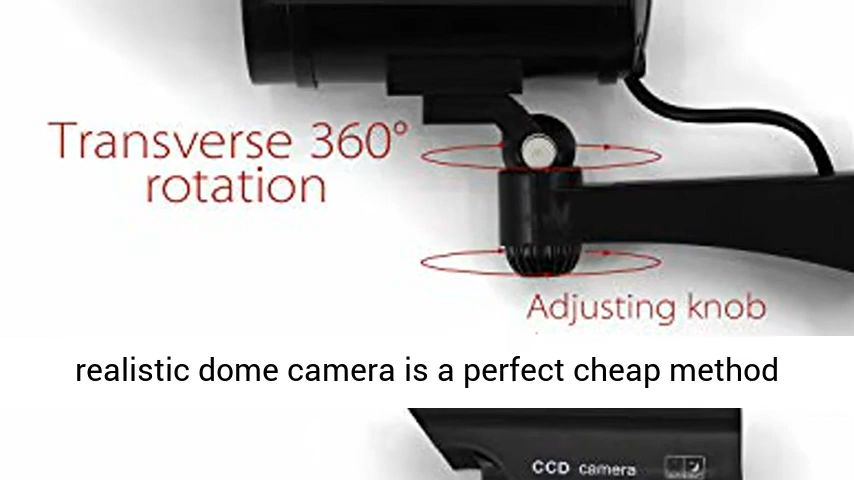 Transverse 360°
rotation
Adjusting knob
realistic dome camera is a perfect cheap method
CCD camera